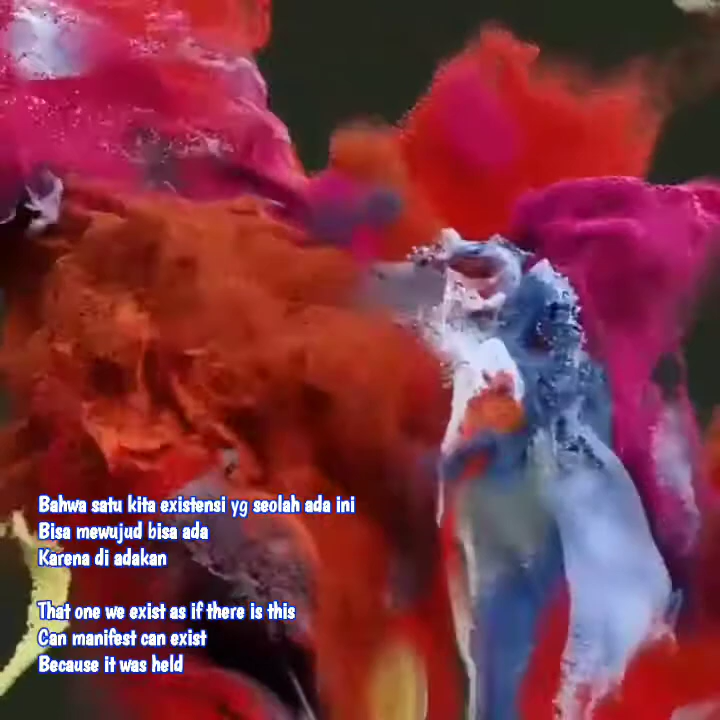 Bahwa satu kita existensi yg seolah ada ini
Bisa mewujud bisa ada
Karena di adakan
That one we exist as if there is this
Can manifest can exist
Because it was held